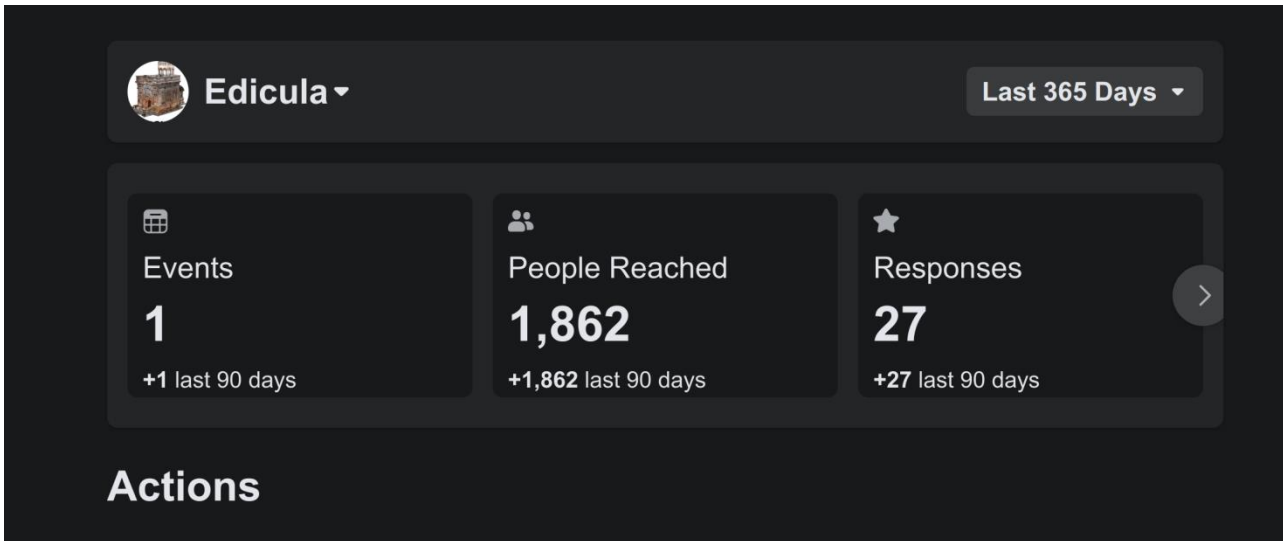 Edicula
Last 365 Days
Events
1
+1 last 90 days
People Reached
1,862
+1,862 last 90 days
Responses
27
+27 last 90 days
Actions